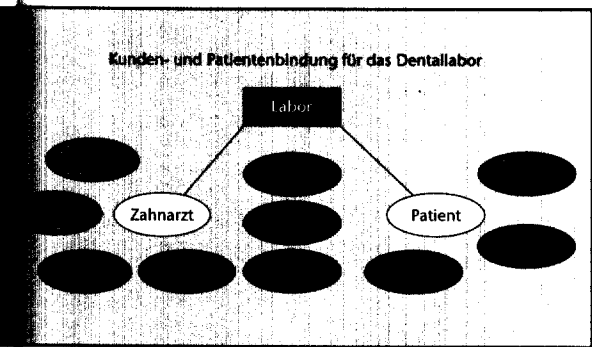 Kunden- und Patientenbindung für das Dentallabor
Labor
Zahnarzt
Patient